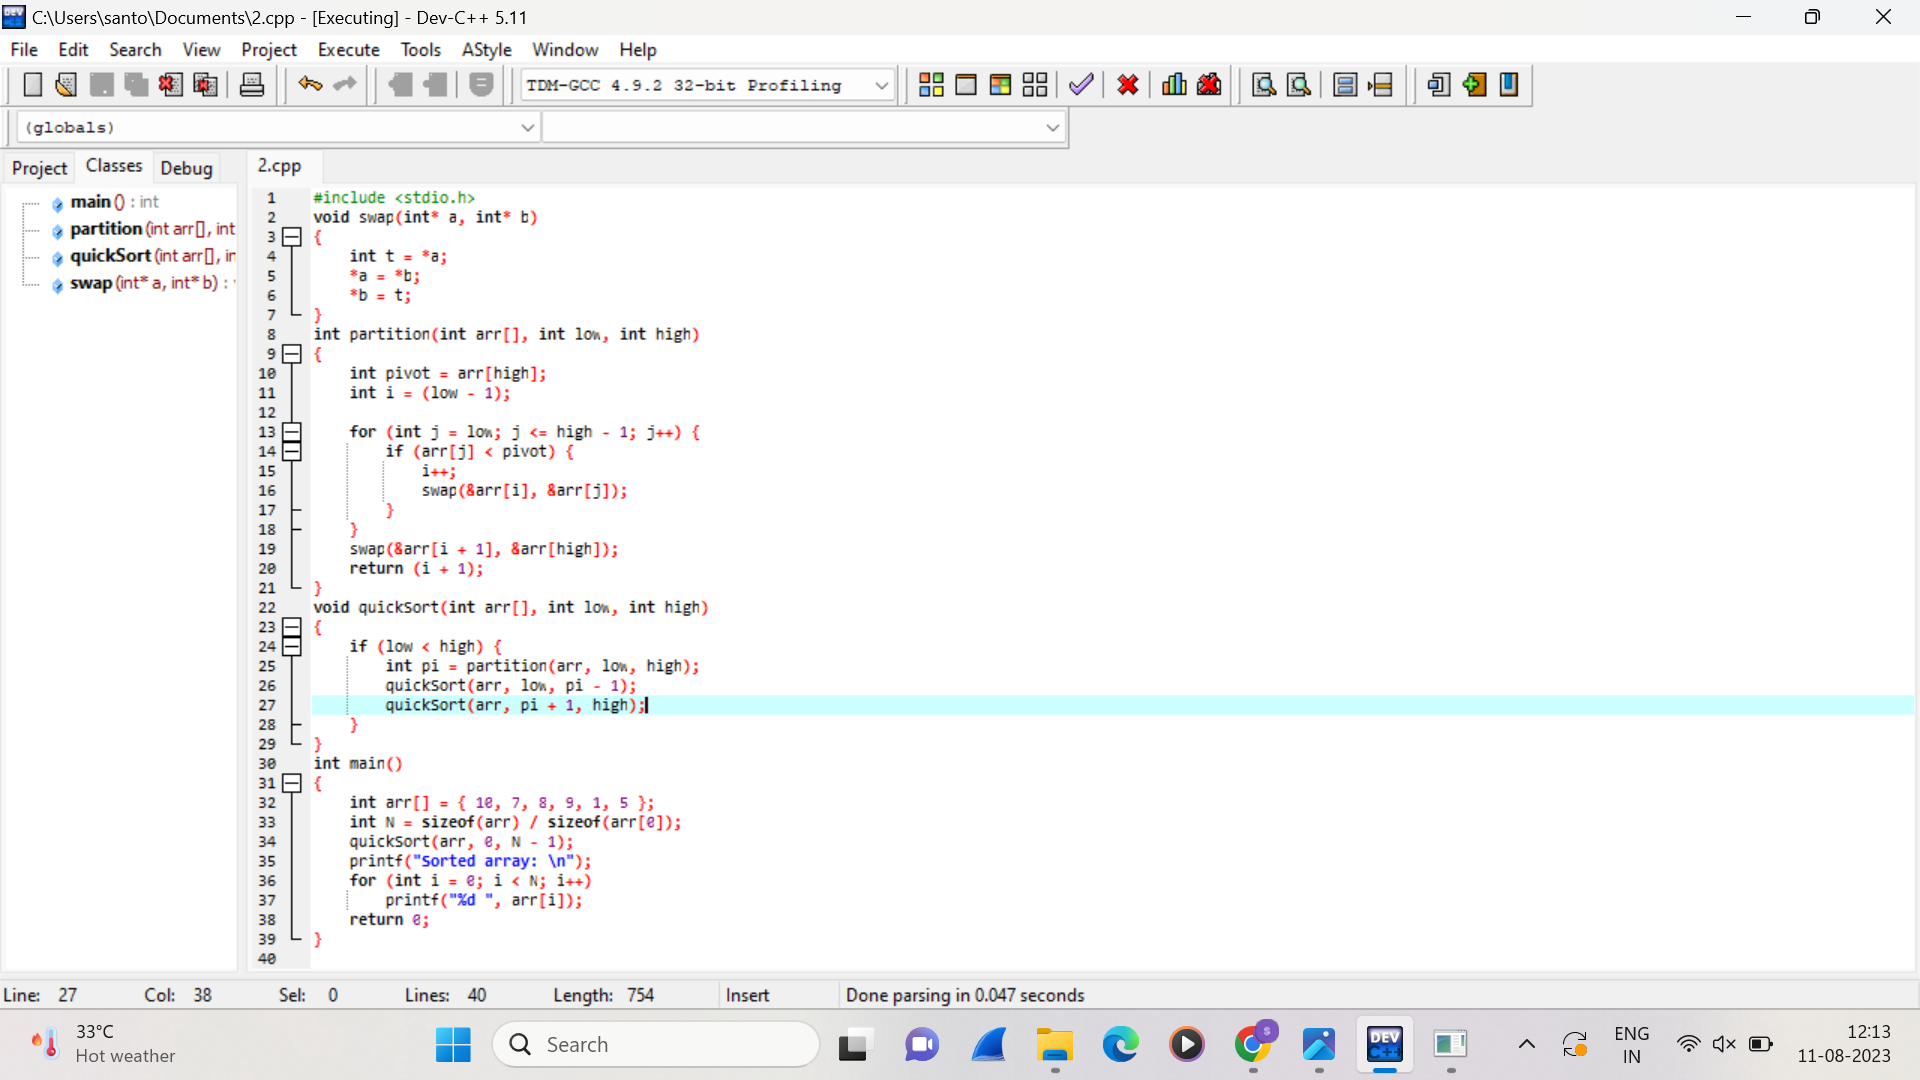 C:\Users\santo\Documents\2.cpp - [Executing] - Dev-C++ 5.11
File Edit Search View Project Execute Tools AStyle Window Help
TDM-GCC 4.9.2 32-bit Profiling
(globals)
Project Classes Debug
2.cpp
main () : int
partition (int arr[], int
quickSort (int arr[], in
swap (int* a, int* b) :
1 #include <stdio.h>
2 void swap(int* a, int* b)
3 {
4     int t = *a;
5     *a = *b;
6     *b = t;
7 }
8 int partition(int arr[], int low, int high)
9 {
10     int pivot = arr[high];
11     int i = (low - 1);
12
13     for (int j = low; j <= high - 1; j++) {
14         if (arr[j] < pivot) {
15             i++;
16             swap(&arr[i], &arr[j]);
17         }
18     }
19     swap(&arr[i + 1], &arr[high]);
20     return (i + 1);
21 }
22 void quickSort(int arr[], int low, int high)
23 {
24     if (low < high) {
25         int pi = partition(arr, low, high);
26         quickSort(arr, low, pi - 1);
27         quickSort(arr, pi + 1, high);
28     }
29 }
30 int main()
31 {
32     int arr[] = { 10, 7, 8, 9, 1, 5 };
33     int N = sizeof(arr) / sizeof(arr[0]);
34     quickSort(arr, 0, N - 1);
35     printf("Sorted array: \n");
36     for (int i = 0; i < N; i++)
37         printf("%d ", arr[i]);
38     return 0;
39 }
40
Line: 27 Col: 38 Sel: 0 Lines: 40 Length: 754 Insert Done parsing in 0.047 seconds
33°C
Hot weather
Search
S
DEV
C++
ENG
IN
12:13
11-08-2023